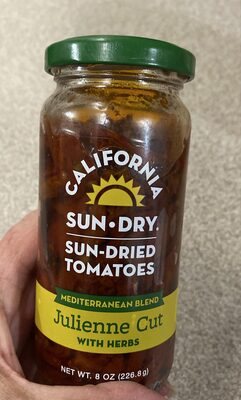 CALIFORNIA
SUN•DRY®
SUN-DRIED
TOMATOES
MEDITERRANEAN BLEND
Julienne Cut
WITH HERBS
NET WT. 8 OZ (226.8g)